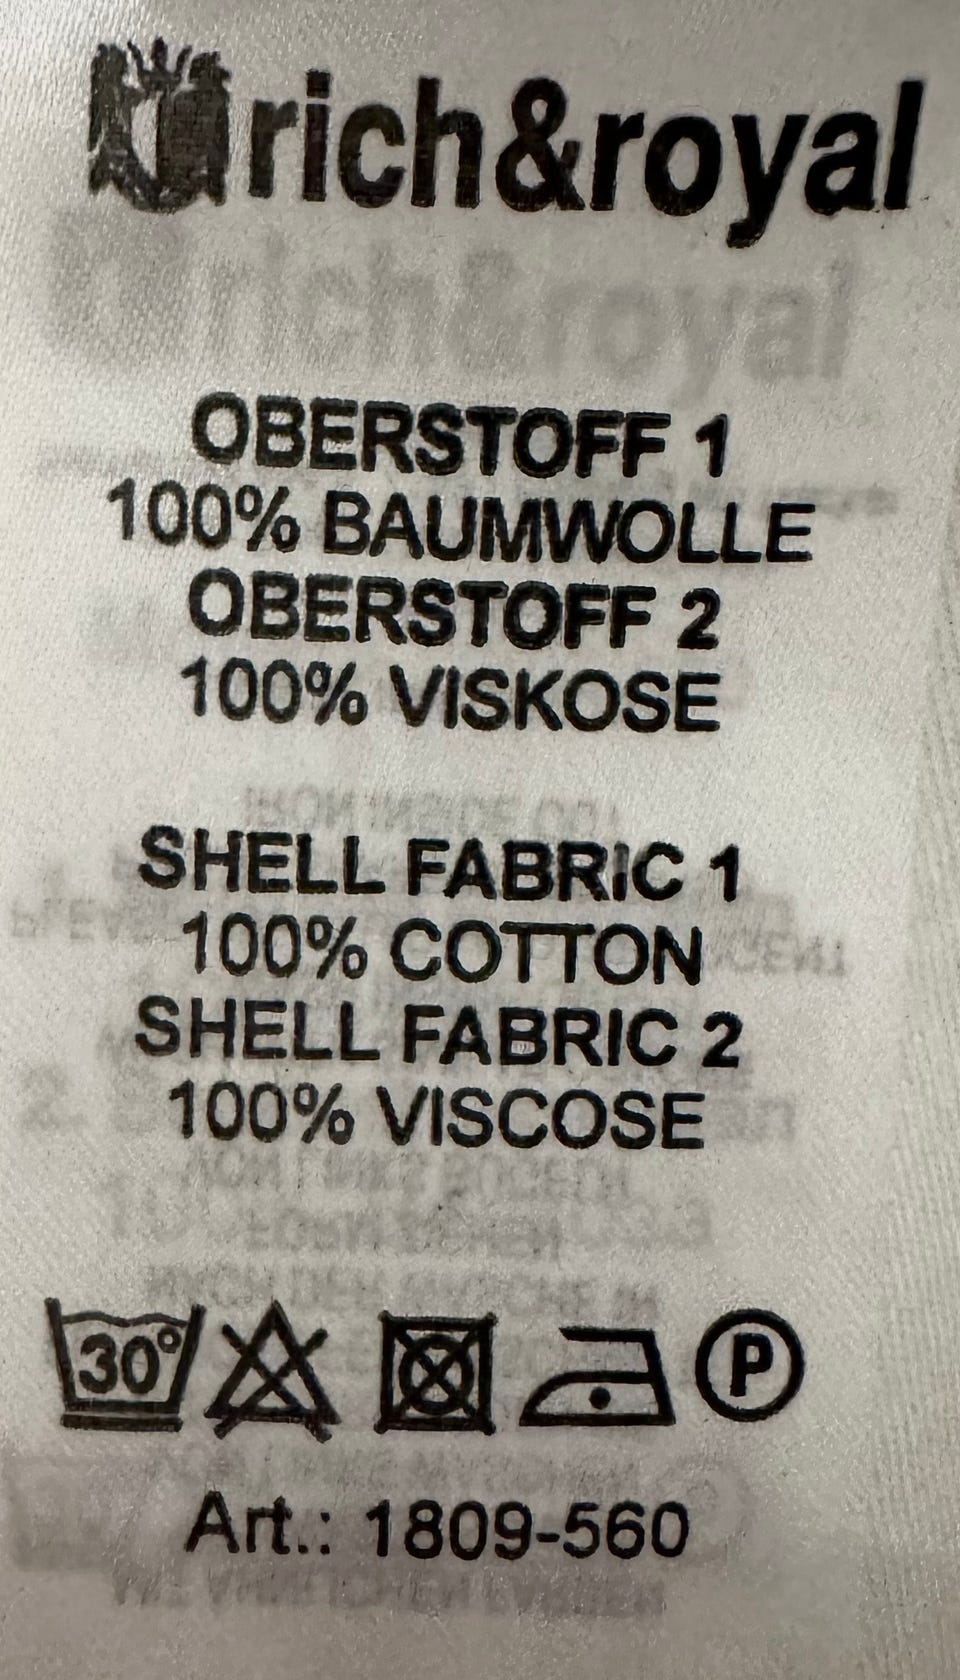 rich&royal
OBERSTOFF 1
100% BAUMWOLLE
OBERSTOFF 2
100% VISKOSE
SHELL FABRIC 1
100% COTTON
SHELL FABRIC 2
100% VISCOSE
30° P
Art.: 1809-560